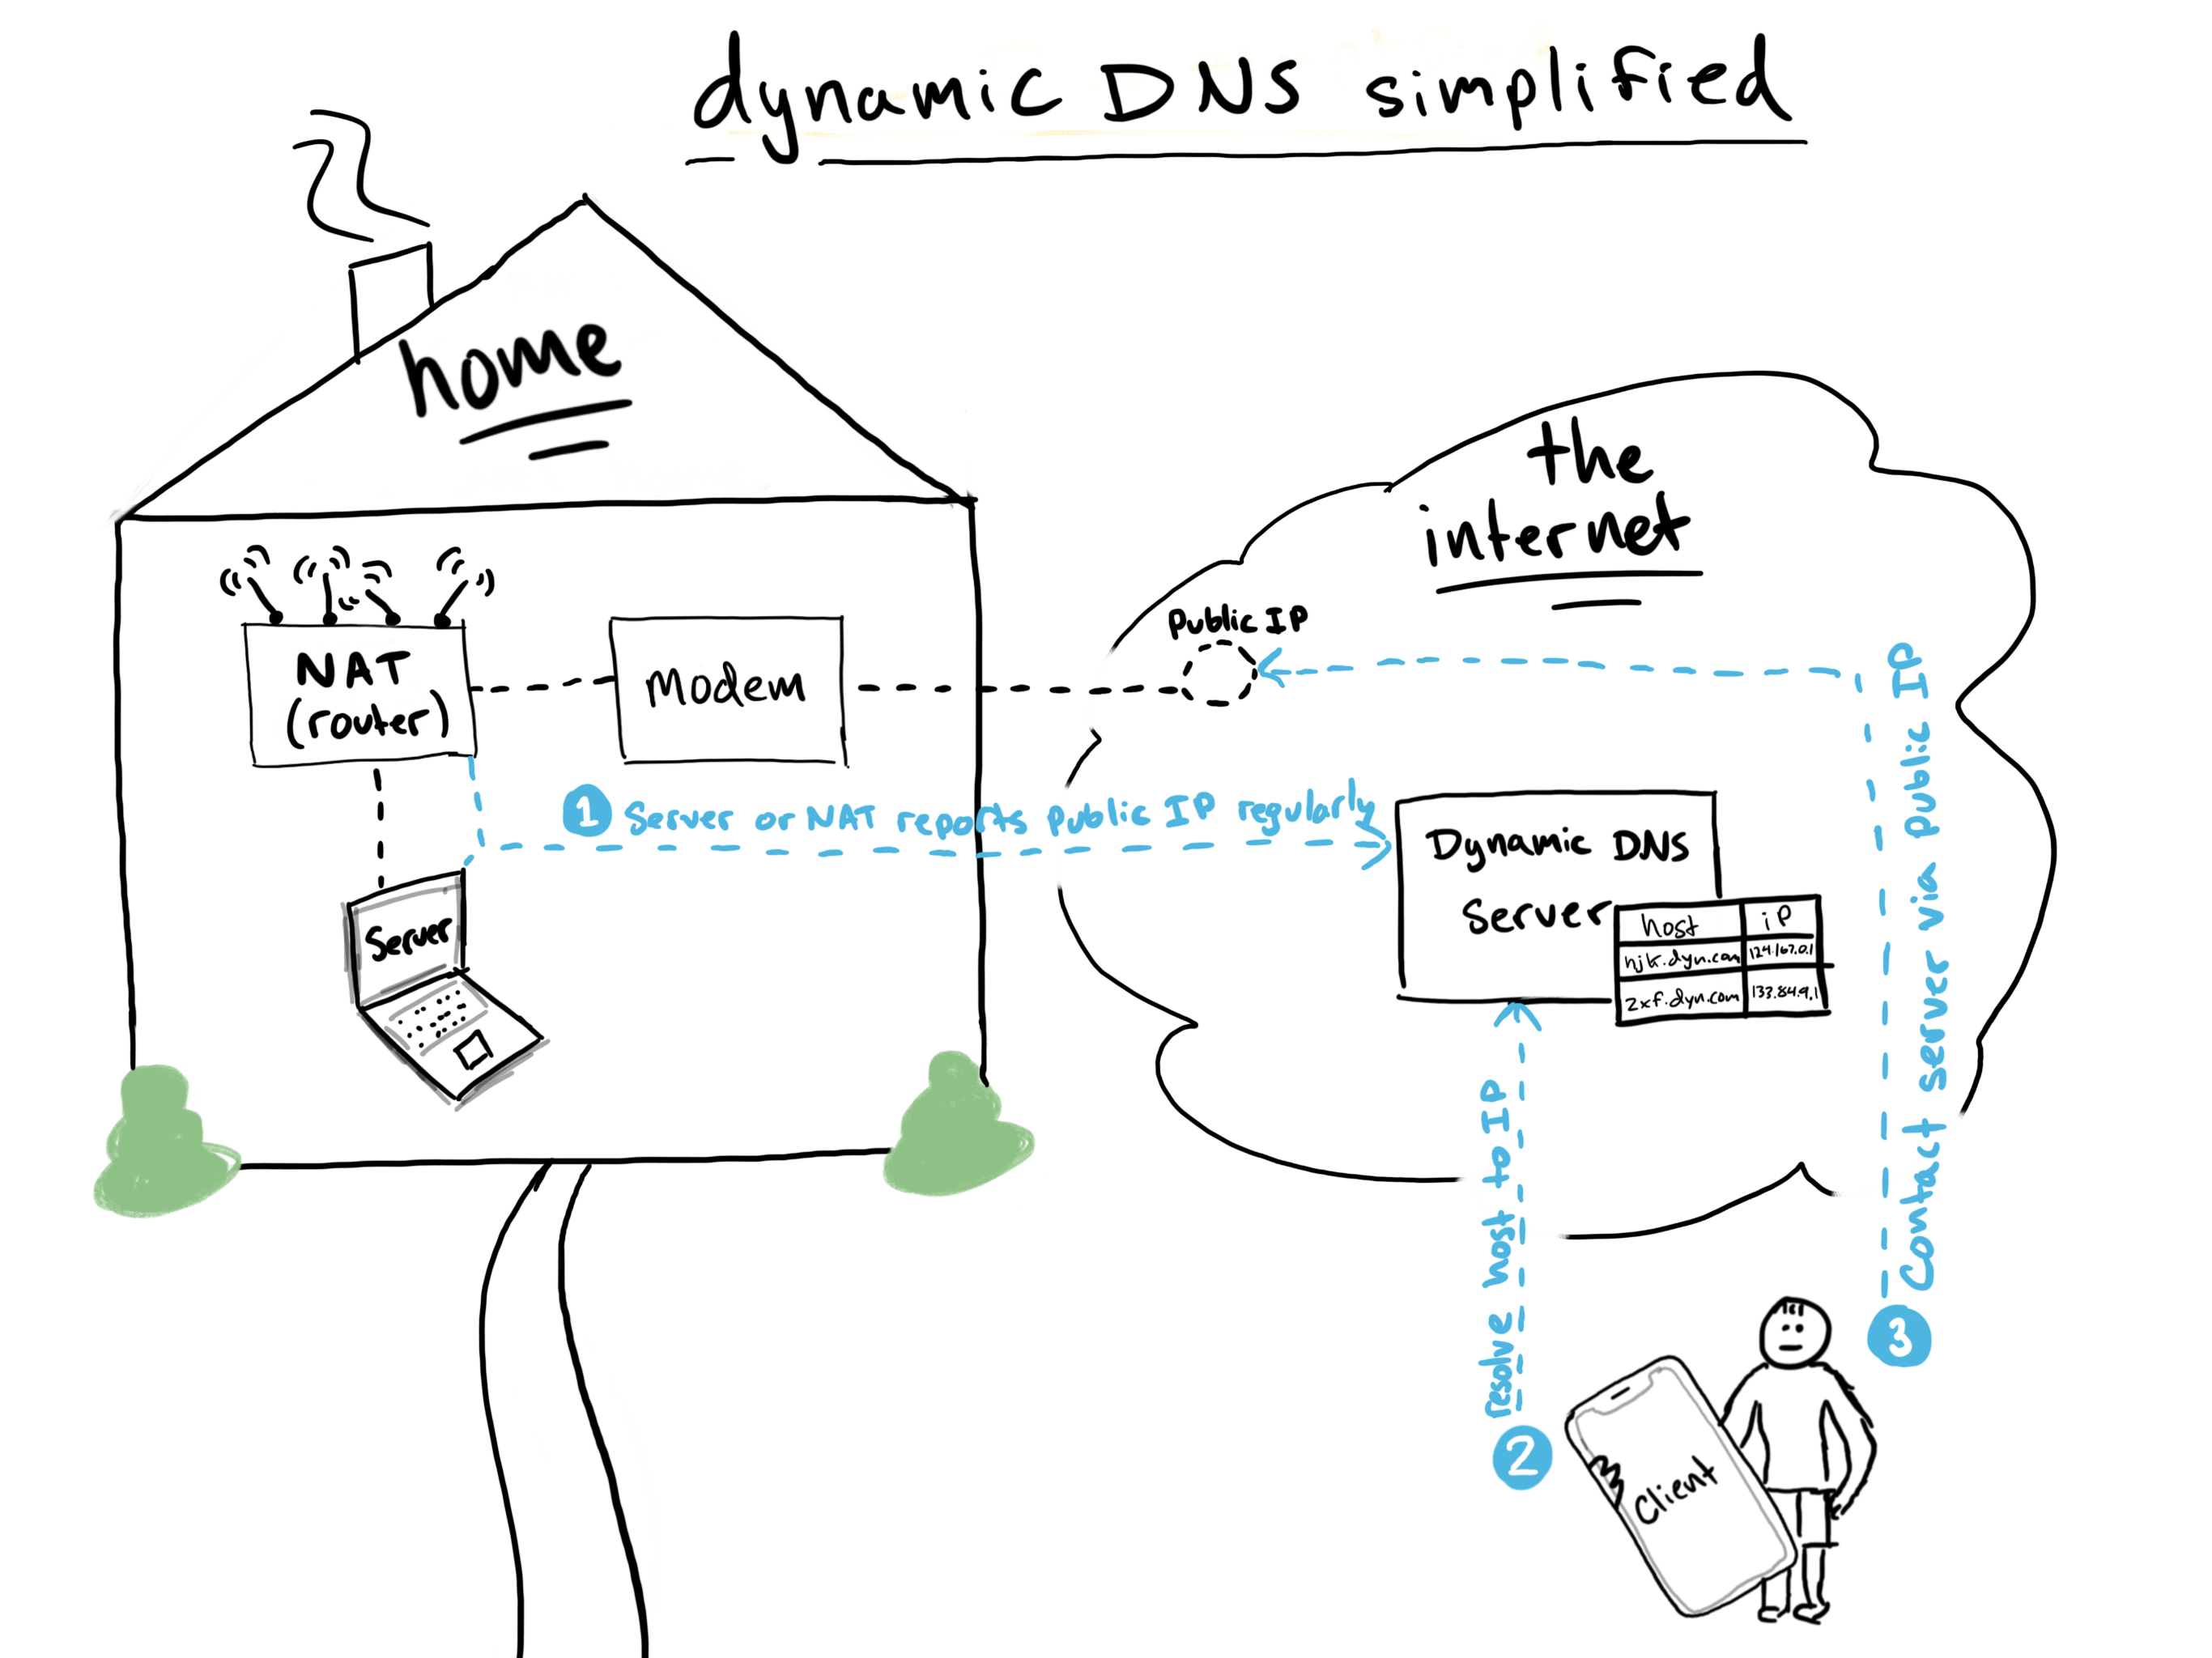 dynamic DNS simplified
home
the
internet
Public IP
NAT
(router)
Modem
1 Server or NAT reports public IP regularly
Server
Dynamic DNS
Server
host iP
njk.dyn.com 124.167.0.1
zxf.dyn.com 133.84.9.1
2 resolve host to IP
3 Contact server via public IP
Client